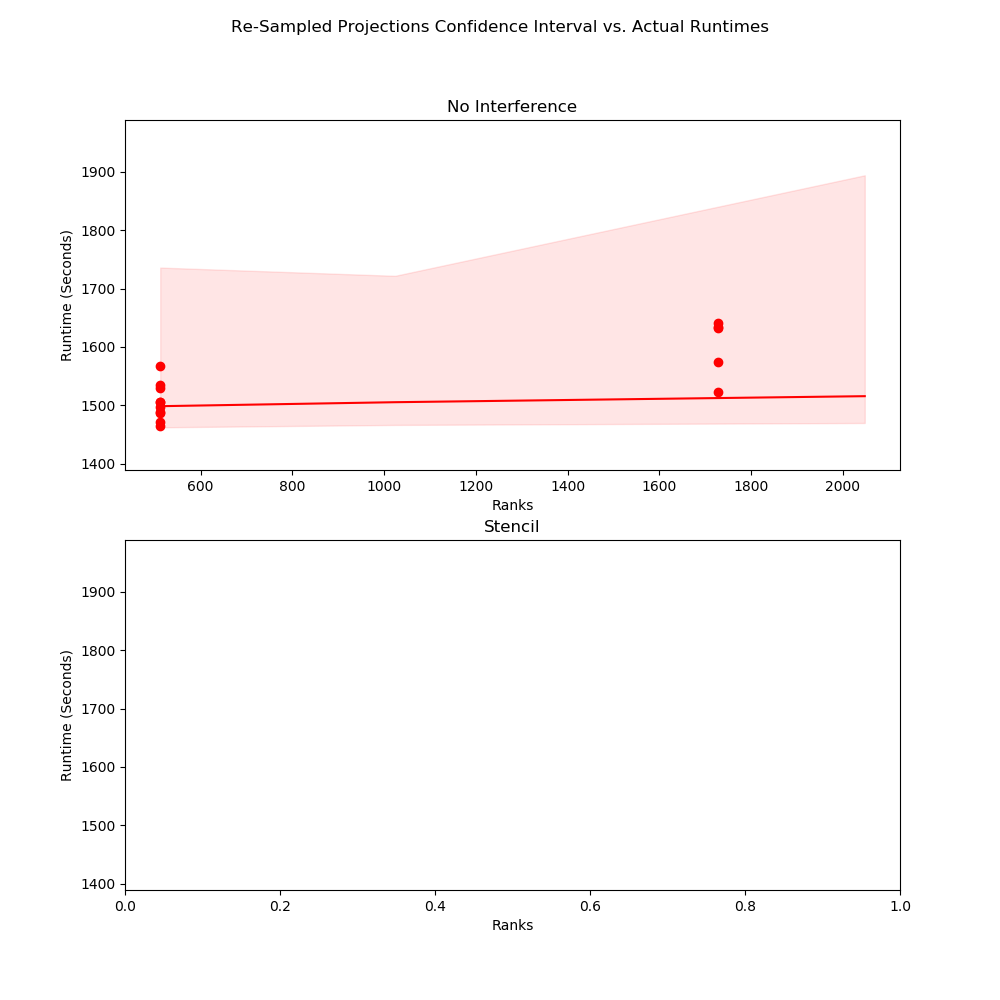 Re-Sampled Projections Confidence Interval vs. Actual Runtimes
No Interference
1900
1800
1700
1600
1500
1400
Runtime (Seconds)
600 800 1000 1200 1400 1600 1800 2000
Ranks
Stencil
1900
1800
1700
1600
1500
1400
Runtime (Seconds)
0.0 0.2 0.4 0.6 0.8 1.0
Ranks